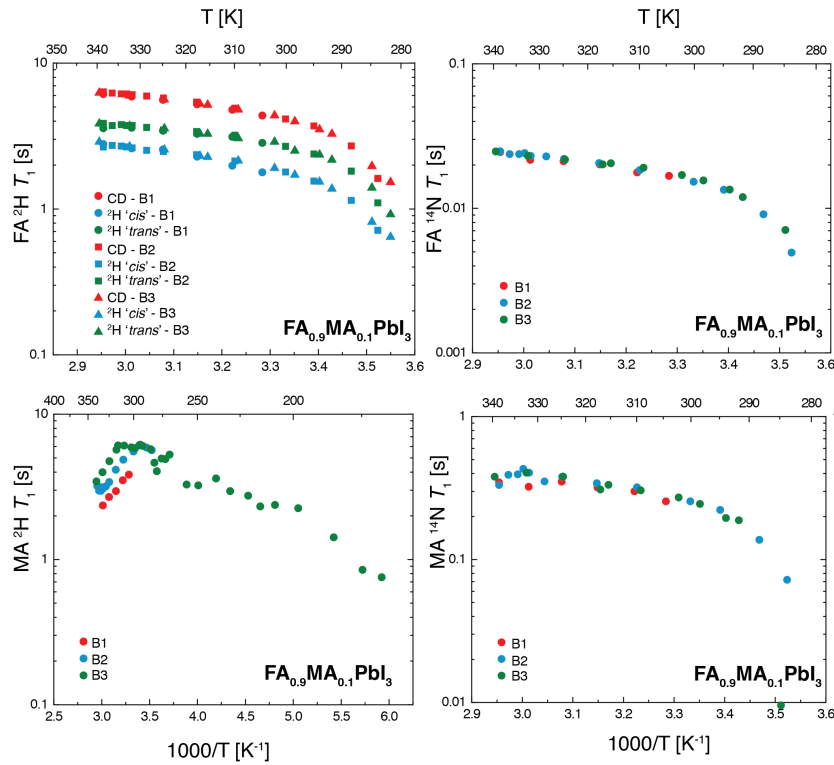 T [K]
350 340 330 320 310 300 290 280
10
1
0.1
FA ²H T₁ [s]
CD - B1
²H 'cis' - B1
²H 'trans' - B1
CD - B2
²H 'cis' - B2
²H 'trans' - B2
CD - B3
²H 'cis' - B3
²H 'trans' - B3
FA₀.₉MA₀.₁PbI₃
2.9 3.0 3.1 3.2 3.3 3.4 3.5 3.6
T [K]
340 330 320 310 300 290 280
0.1
0.01
0.001
FA ¹⁴N T₁ [s]
B1
B2
B3
FA₀.₉MA₀.₁PbI₃
2.9 3.0 3.1 3.2 3.3 3.4 3.5 3.6
400 350 300 250 200
10
1
0.1
MA ²H T₁ [s]
B1
B2
B3
FA₀.₉MA₀.₁PbI₃
2.5 3.0 3.5 4.0 4.5 5.0 5.5 6.0
1000/T [K⁻¹]
340 330 320 310 300 290 280
1
0.1
0.01
MA ¹⁴N T₁ [s]
B1
B2
B3
FA₀.₉MA₀.₁PbI₃
2.9 3.0 3.1 3.2 3.3 3.4 3.5 3.6
1000/T [K⁻¹]